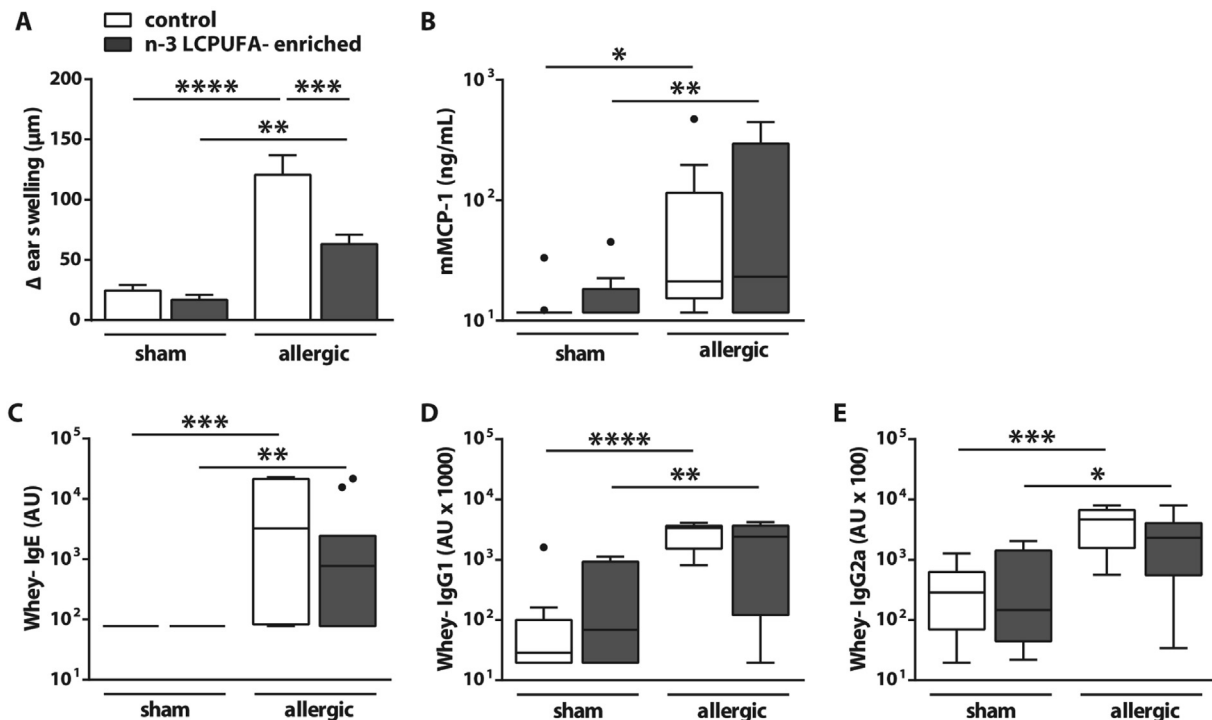 A
control
n-3 LCPUFA- enriched
Δ ear swelling (μm)
200
150
100
50
0
**** ***
**
sham allergic
B
mMCP-1 (ng/mL)
10³
10²
10¹
*
**
sham allergic
C
Whey- IgE (AU)
10⁵
10⁴
10³
10²
10¹
***
**
sham allergic
D
Whey- IgG1 (AU x 1000)
10⁵
10⁴
10³
10²
10¹
****
**
sham allergic
E
Whey- IgG2a (AU x 100)
10⁵
10⁴
10³
10²
10¹
***
*
sham allergic